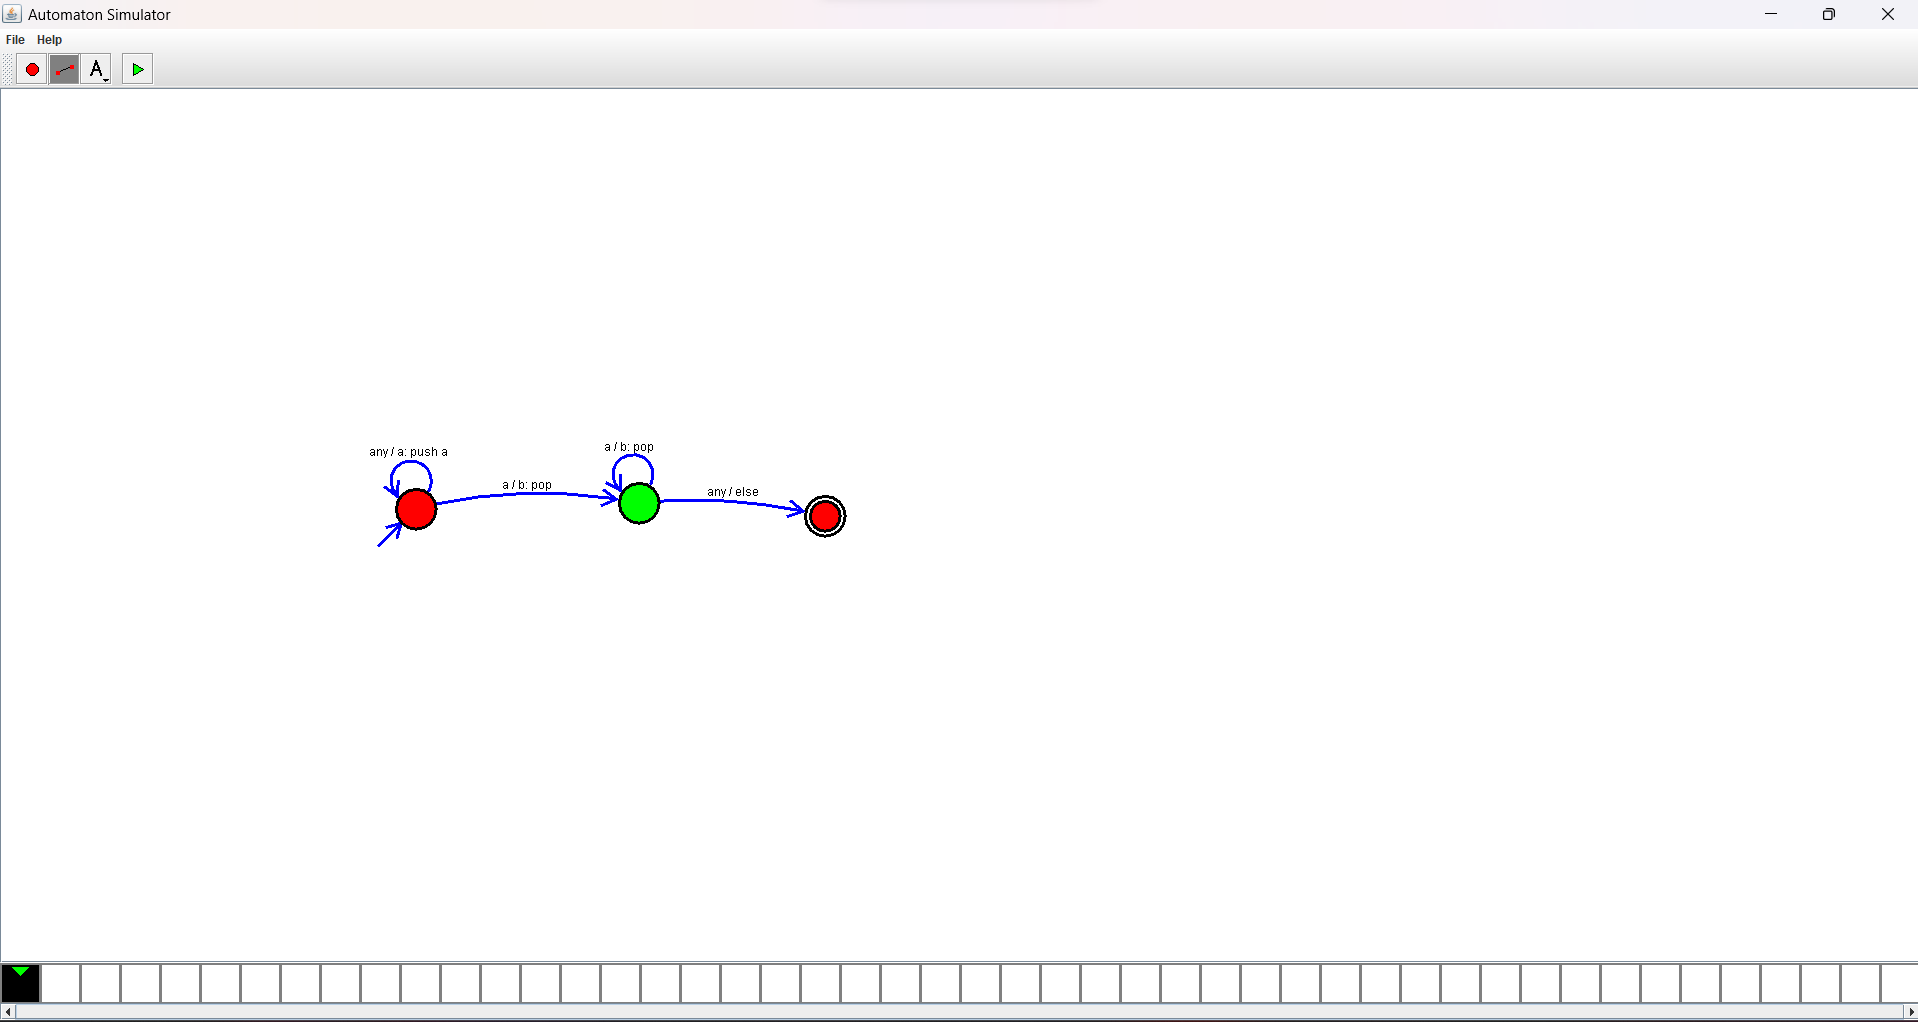 Automaton Simulator
File Help
A
a / b: pop
any / a: push a
a / b: pop
any / else